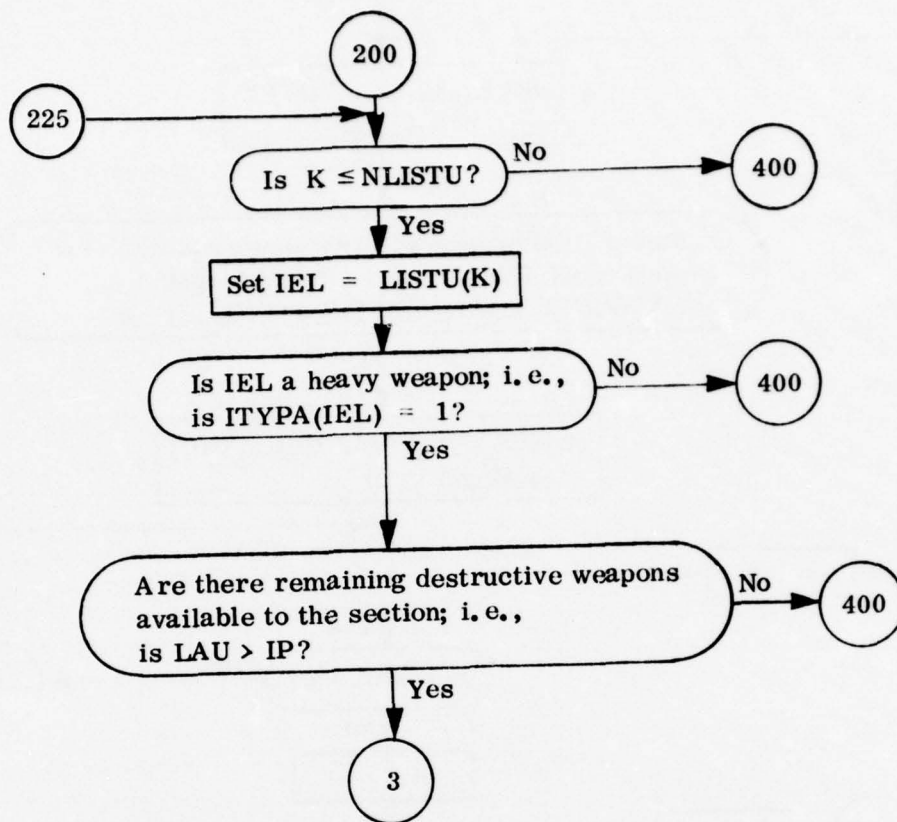 200
225
Is K ≤ NLISTU?
No
400
Yes
Set IEL = LISTU(K)
Is IEL a heavy weapon; i.e.,
is ITYPA(IEL) = 1?
No
400
Yes
Are there remaining destructive weapons
available to the section; i.e.,
is LAU > IP?
No
400
Yes
3